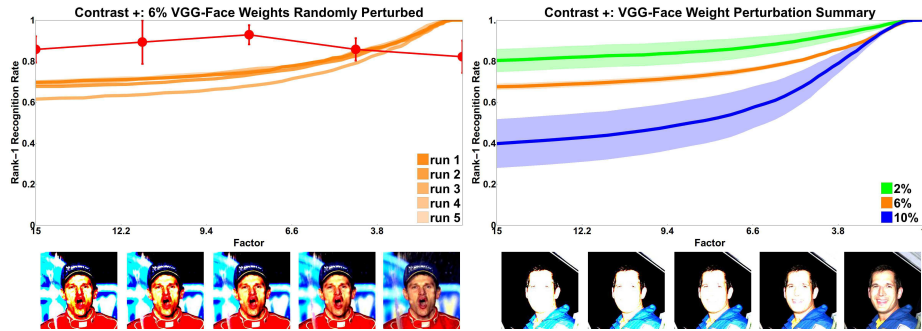 Contrast +: 6% VGG-Face Weights Randomly Perturbed
1
0.8
0.6
0.4
0.2
0
Rank-1 Recognition Rate
run 1
run 2
run 3
run 4
run 5
15 12.2 9.4 6.6 3.8
Factor
Contrast +: VGG-Face Weight Perturbation Summary
1
0.8
0.6
0.4
0.2
0
Rank-1 Recognition Rate
2%
6%
10%
15 12.2 9.4 6.6 3.8
Factor